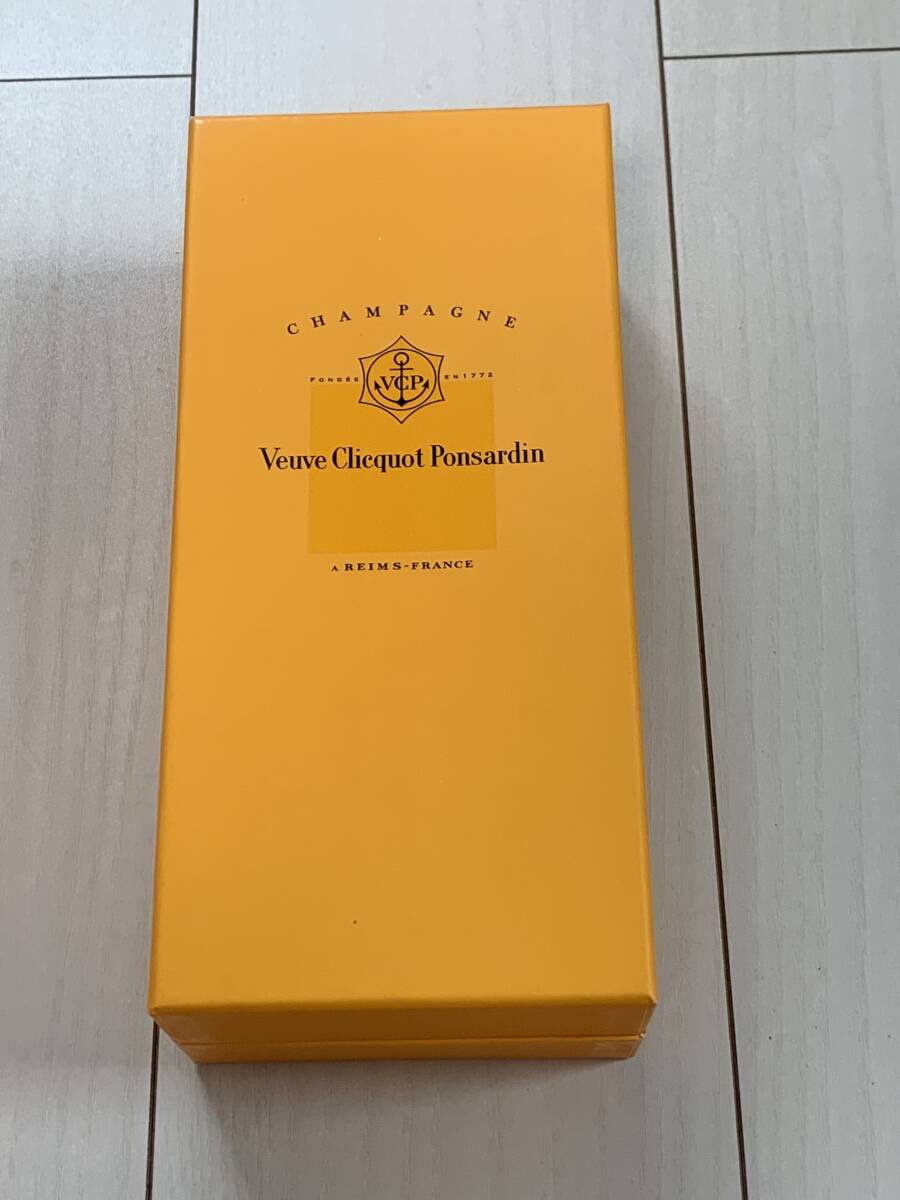 CHAMPAGNE
FONDÉE VCP EN 1772
Veuve Clicquot Ponsardin
A REIMS-FRANCE